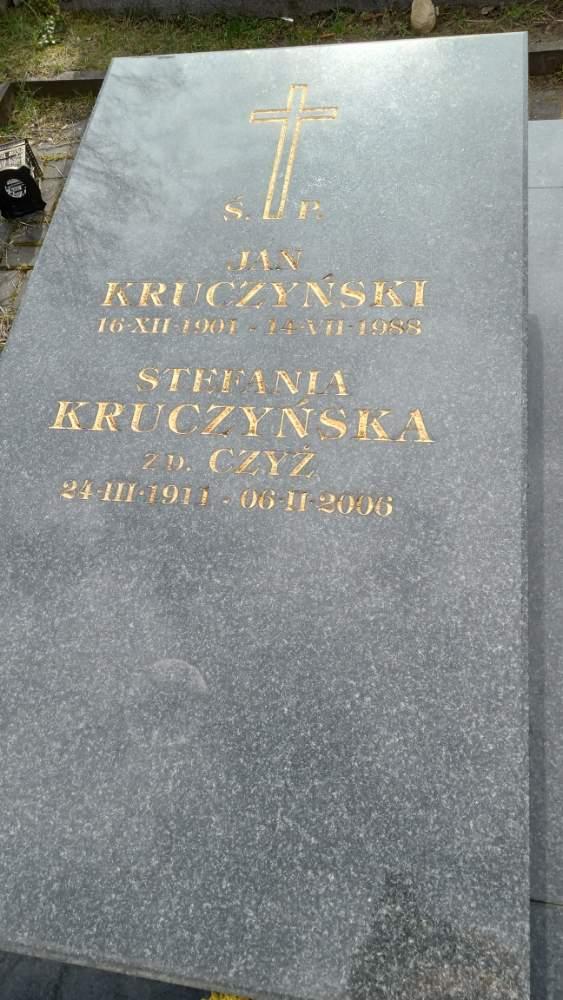 Ś. P.
JAN
KRUCZYŃSKI
16-XII-1901 - 14-VII-1988
STEFANIA
KRUCZYŃSKA
ZD. CZYŻ
24-III-1911 - 06-II-2006